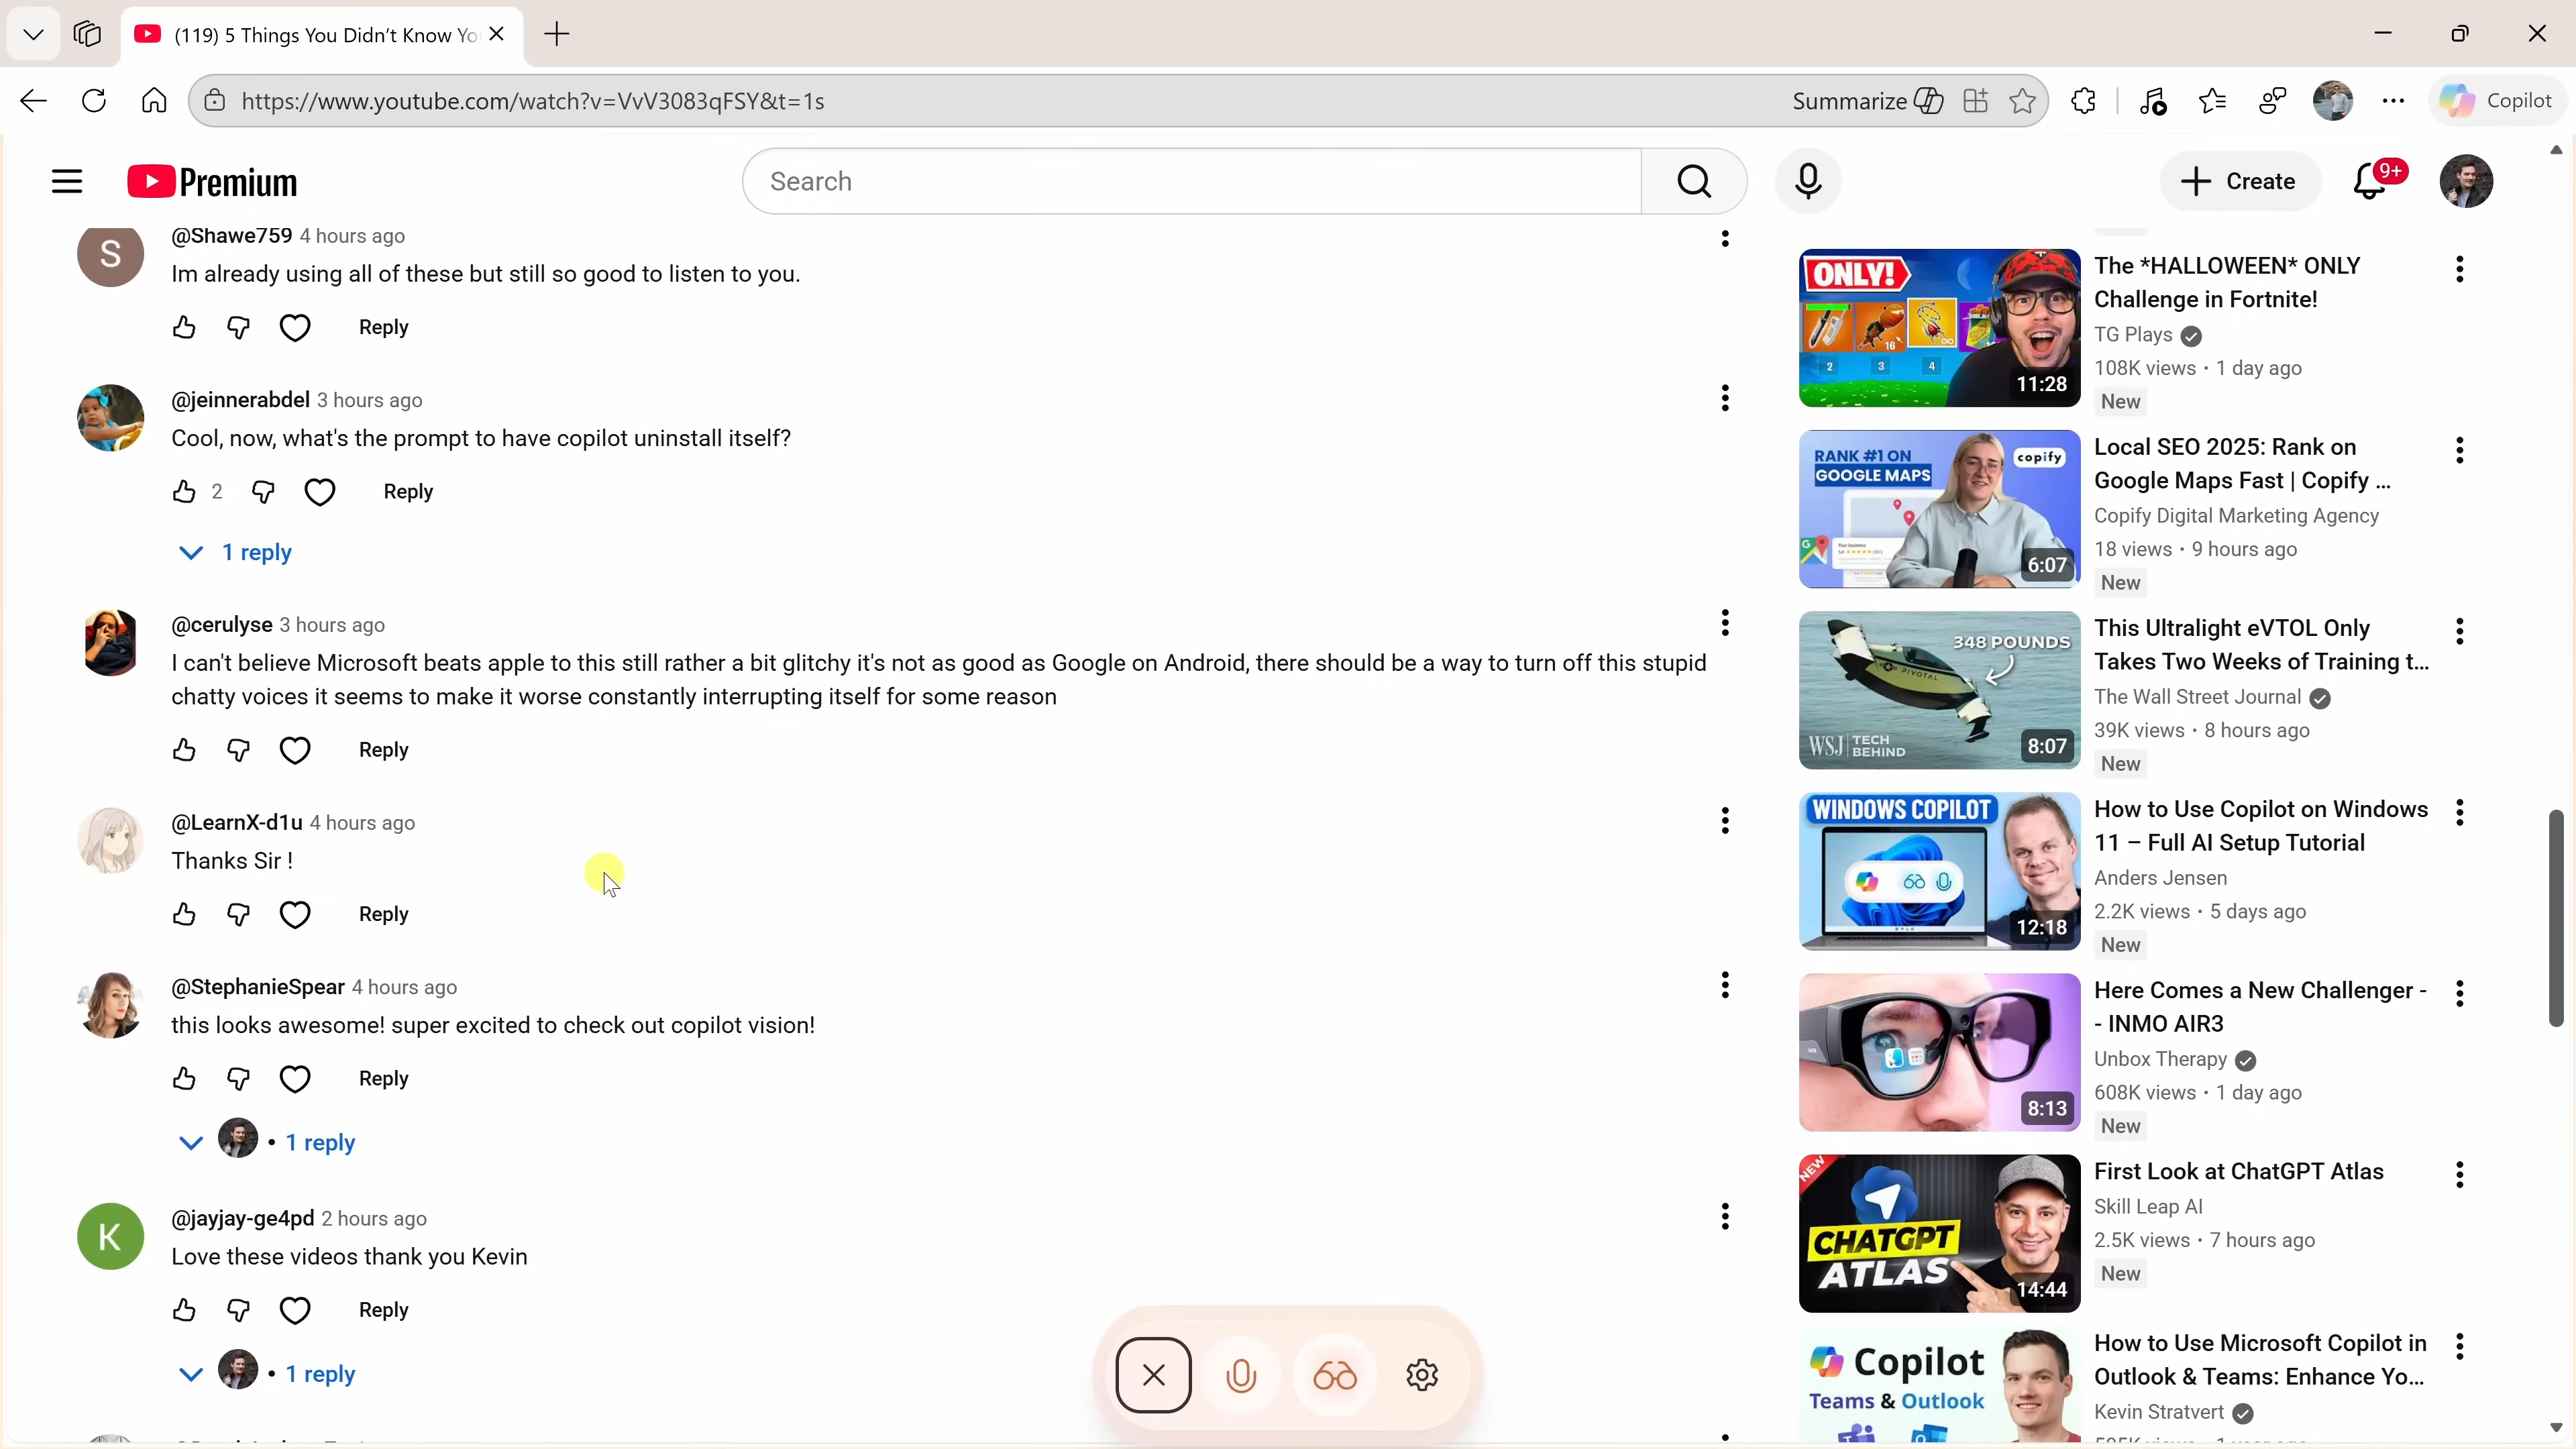 (119) 5 Things You Didn't Know Yo
https://www.youtube.com/watch?v=VvV3083qFSY&t=1s
Summarize
Copilot
Premium
Search
Create
9+
S
@Shawe759 4 hours ago
Im already using all of these but still so good to listen to you.
Reply
@jeinnerabdel 3 hours ago
Cool, now, what's the prompt to have copilot uninstall itself?
2
Reply
1 reply
@cerulyse 3 hours ago
I can't believe Microsoft beats apple to this still rather a bit glitchy it's not as good as Google on Android, there should be a way to turn off this stupid
chatty voices it seems to make it worse constantly interrupting itself for some reason
Reply
@LearnX-d1u 4 hours ago
Thanks Sir !
Reply
@StephanieSpear 4 hours ago
this looks awesome! super excited to check out copilot vision!
Reply
• 1 reply
K
@jayjay-ge4pd 2 hours ago
Love these videos thank you Kevin
Reply
• 1 reply
ONLY!
16
2 3 4
11:28
The *HALLOWEEN* ONLY
Challenge in Fortnite!
TG Plays
108K views • 1 day ago
New
RANK #1 ON
GOOGLE MAPS
copify
6:07
Local SEO 2025: Rank on
Google Maps Fast | Copify ...
Copify Digital Marketing Agency
18 views • 9 hours ago
New
348 POUNDS
PIVOTAL
WSJ | TECH
BEHIND
8:07
This Ultralight eVTOL Only
Takes Two Weeks of Training t...
The Wall Street Journal
39K views • 8 hours ago
New
WINDOWS COPILOT
12:18
How to Use Copilot on Windows
11 – Full AI Setup Tutorial
Anders Jensen
2.2K views • 5 days ago
New
8:13
Here Comes a New Challenger -
- INMO AIR3
Unbox Therapy
608K views • 1 day ago
New
NEW
CHATGPT
ATLAS
14:44
First Look at ChatGPT Atlas
Skill Leap AI
2.5K views • 7 hours ago
New
Copilot
Teams & Outlook
How to Use Microsoft Copilot in
Outlook & Teams: Enhance Yo...
Kevin Stratvert